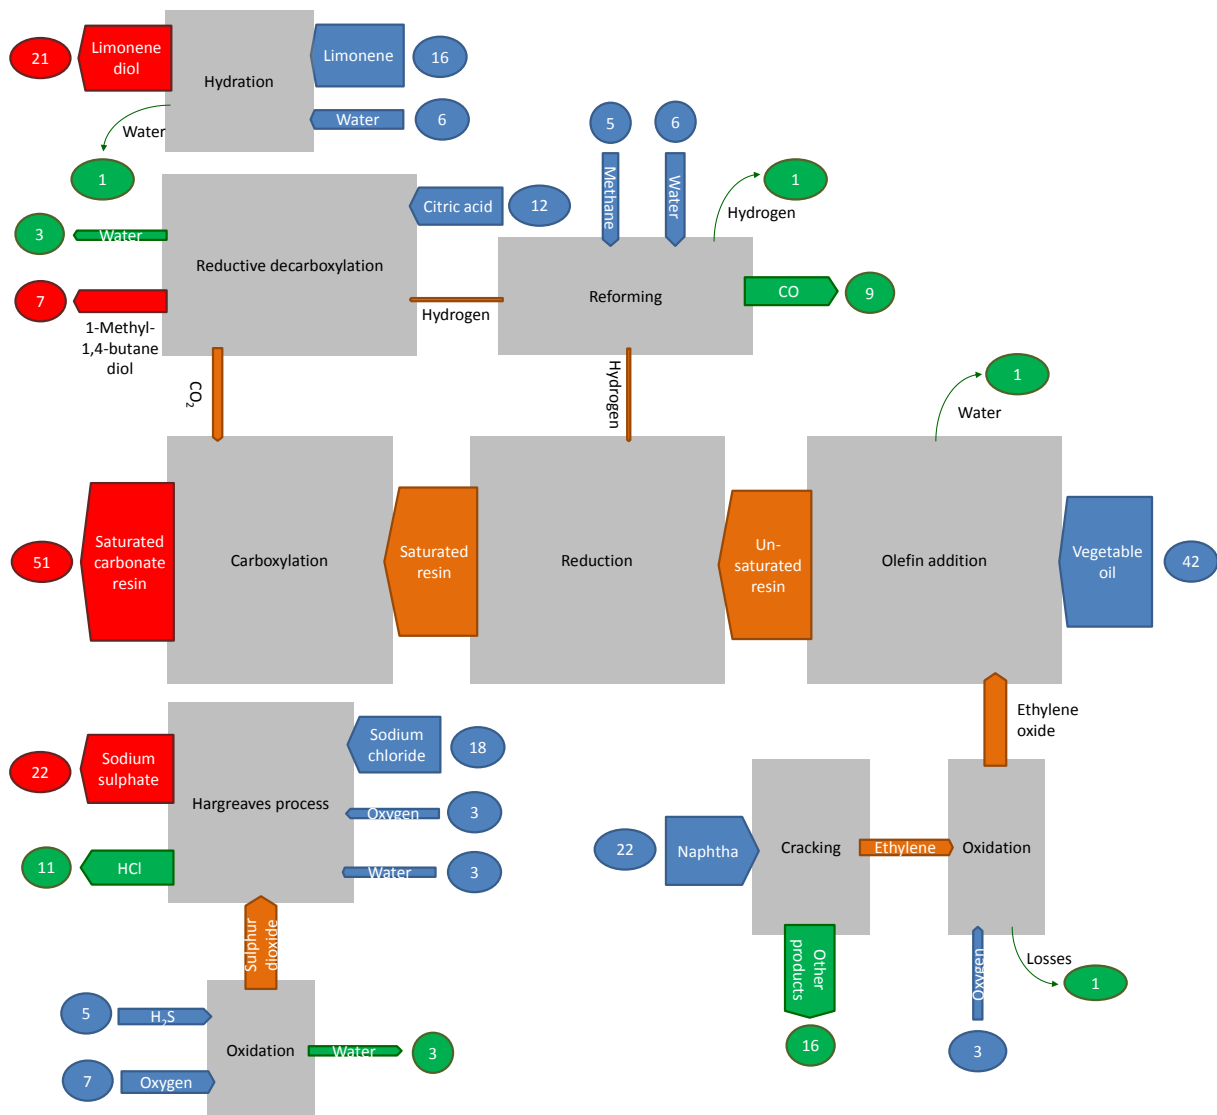 21
Limonene
diol
Hydration
Limonene
16
Water
6
Water
1
5
6
Methane
Water
1
Hydrogen
Citric acid
12
3
Water
Reductive decarboxylation
7
1-Methyl-
1,4-butane
diol
Hydrogen
Reforming
CO
9
CO₂
Hydrogen
1
Water
51
Saturated
carbonate
resin
Carboxylation
Saturated
resin
Reduction
Un-
saturated
resin
Olefin addition
Vegetable
oil
42
Ethylene
oxide
22
Sodium
sulphate
Hargreaves process
Sodium
chloride
18
Oxygen
3
11
HCl
Water
3
Sulphur
dioxide
22
Naphtha
Cracking
Ethylene
Oxidation
Other
products
16
Oxygen
3
Losses
1
5
H₂S
7
Oxygen
Oxidation
Water
3